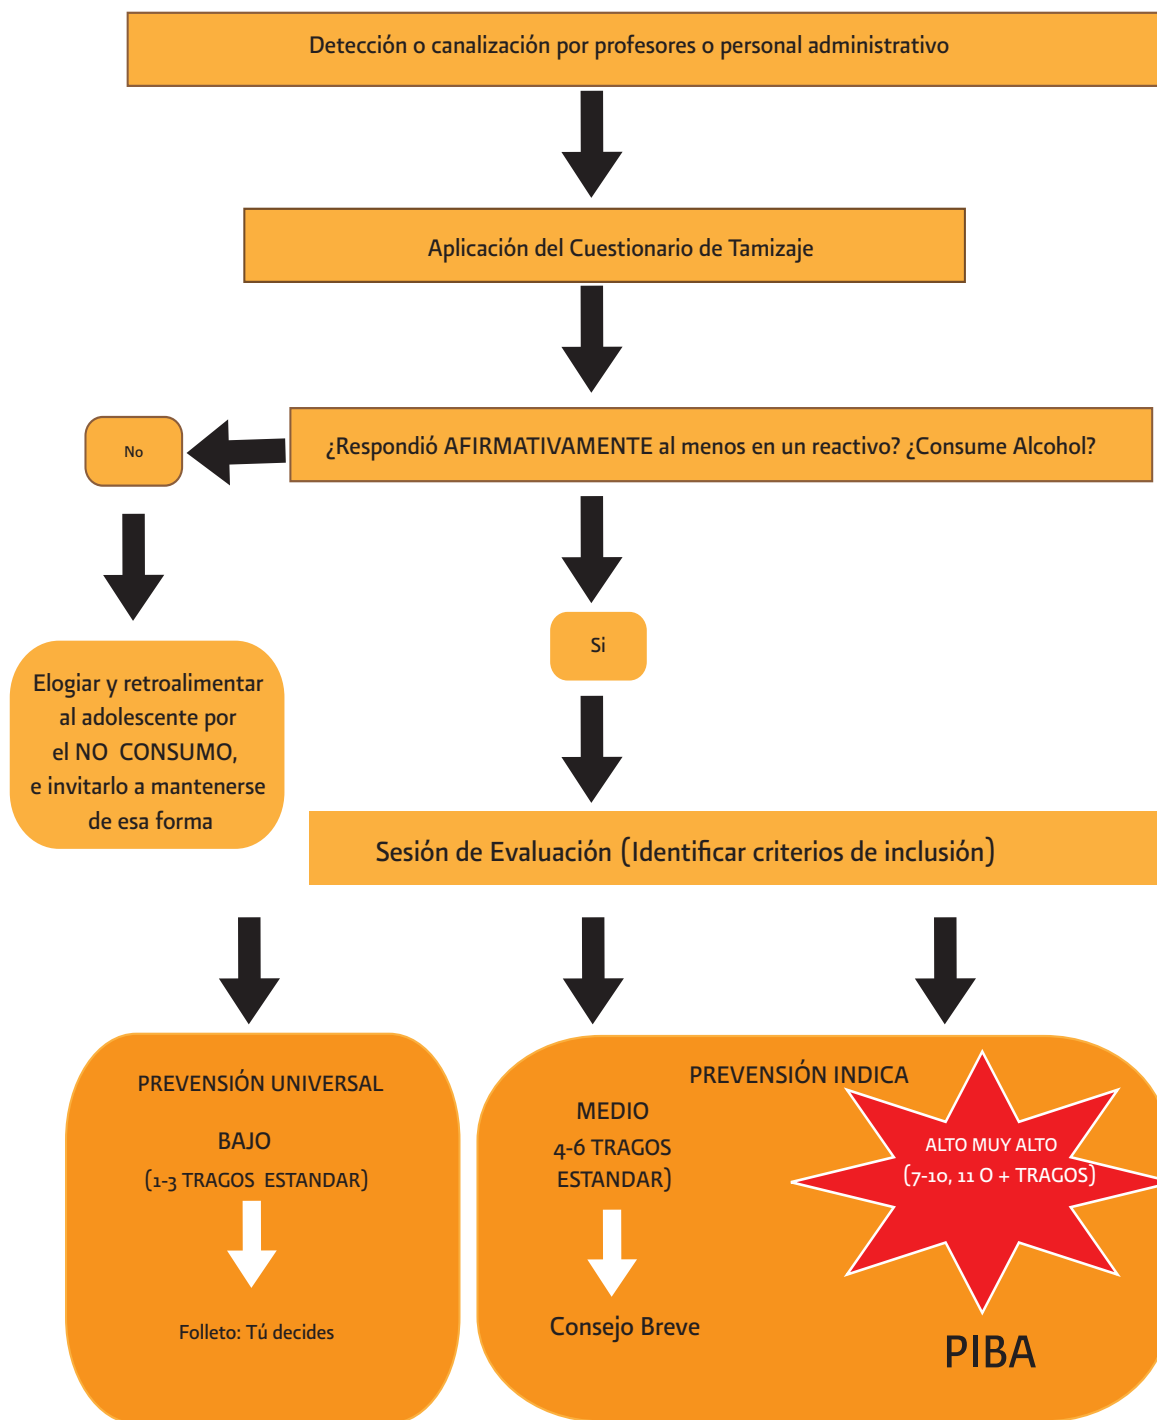 Detección o canalización por profesores o personal administrativo
Aplicación del Cuestionario de Tamizaje
¿Respondió AFIRMATIVAMENTE al menos en un reactivo? ¿Consume Alcohol?
No
Si
Elogiar y retroalimentar
al adolescente por
el NO CONSUMO,
e invitarlo a mantenerse
de esa forma
Sesión de Evaluación (Identificar criterios de inclusión)
PREVENSIÓN UNIVERSAL
BAJO
(1-3 TRAGOS ESTANDAR)
Folleto: Tú decides
PREVENSIÓN INDICA
MEDIO
4-6 TRAGOS
ESTANDAR)
Consejo Breve
ALTO MUY ALTO
(7-10, 11 O + TRAGOS)
PIBA